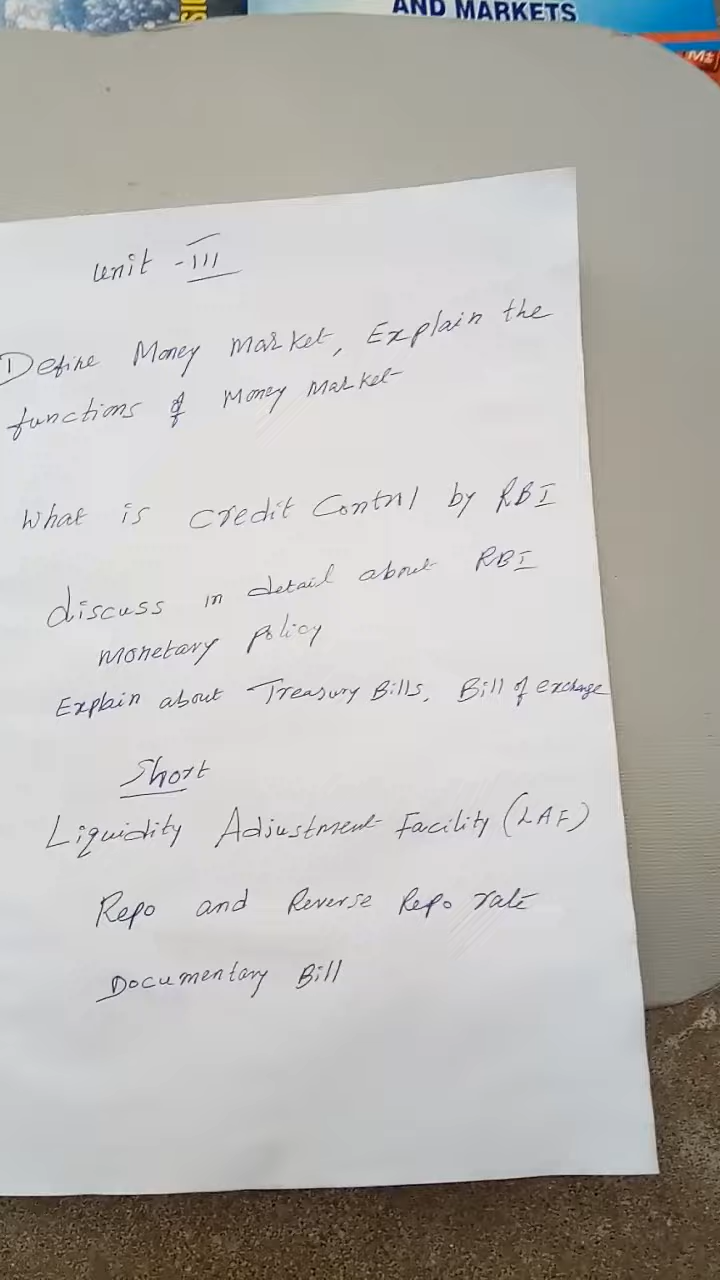 AND MARKETS
Unit - III
1) Define Money Market, Explain the
functions of Money Market
What is credit Control by RBI
discuss in detail about RBI
monetary policy
Explain about Treasury Bills, Bill of exchange
Short
Liquidity Adjustment Facility (LAF)
Repo and Reverse Repo rate
Documentary Bill